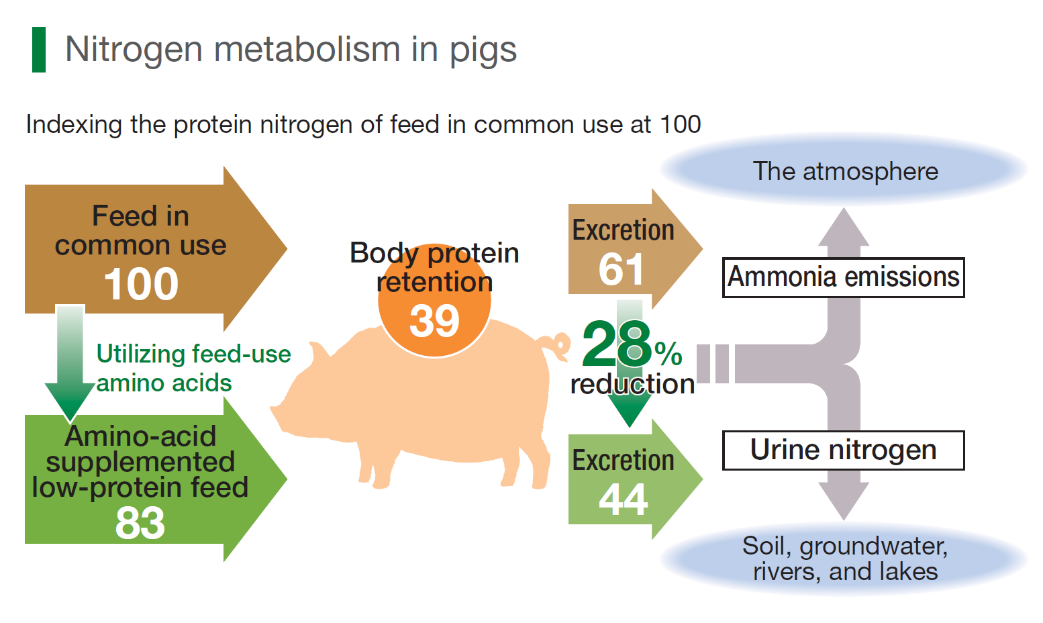 Nitrogen metabolism in pigs
Indexing the protein nitrogen of feed in common use at 100
Feed in
common use
100
Utilizing feed-use
amino acids
Amino-acid
supplemented
low-protein feed
83
Body protein
retention
39
Excretion
61
28%
reduction
Excretion
44
The atmosphere
Ammonia emissions
Urine nitrogen
Soil, groundwater,
rivers, and lakes